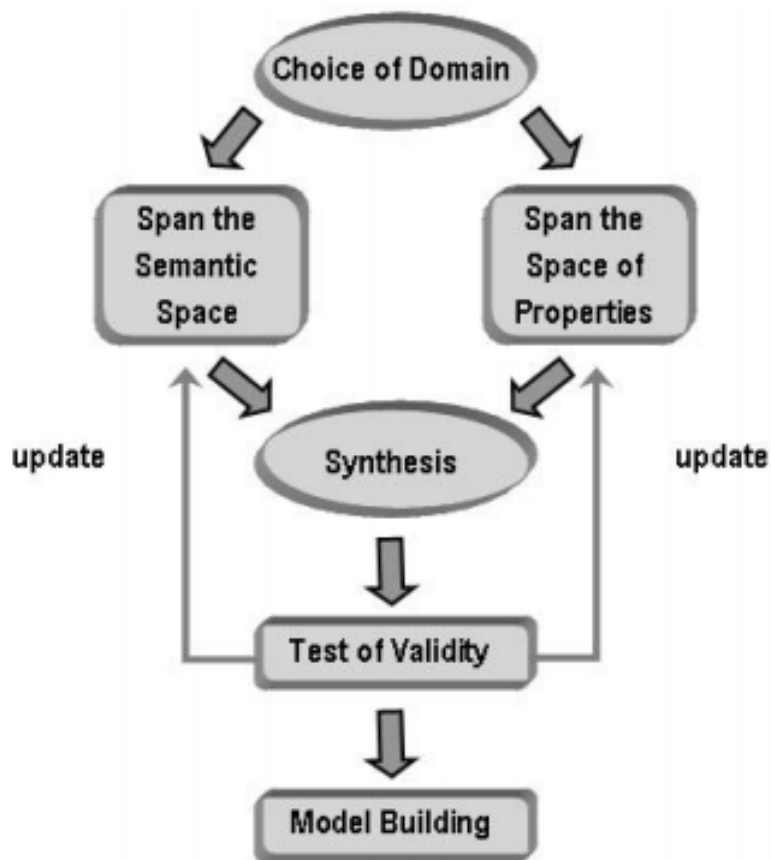 Choice of Domain
Span the
Semantic
Space
Span the
Space of
Properties
update
Synthesis
update
Test of Validity
Model Building